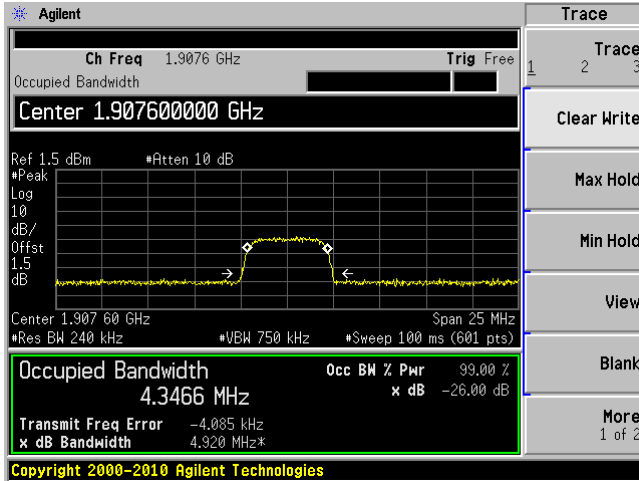 Agilent
Trace
Ch Freq 1.9076 GHz Trig Free
Occupied Bandwidth
Center 1.907600000 GHz
Ref 1.5 dBm #Atten 10 dB
#Peak
Log
10
dB/
Offst
1.5
dB
Center 1.907 60 GHz Span 25 MHz
#Res BW 240 kHz #VBW 750 kHz #Sweep 100 ms (601 pts)
Occupied Bandwidth Occ BW % Pwr 99.00 %
4.3466 MHz x dB -26.00 dB
Transmit Freq Error -4.085 kHz
x dB Bandwidth 4.920 MHz*
Copyright 2000-2010 Agilent Technologies
Trace
1 2 3
Clear Write
Max Hold
Min Hold
View
Blank
More
1 of 2